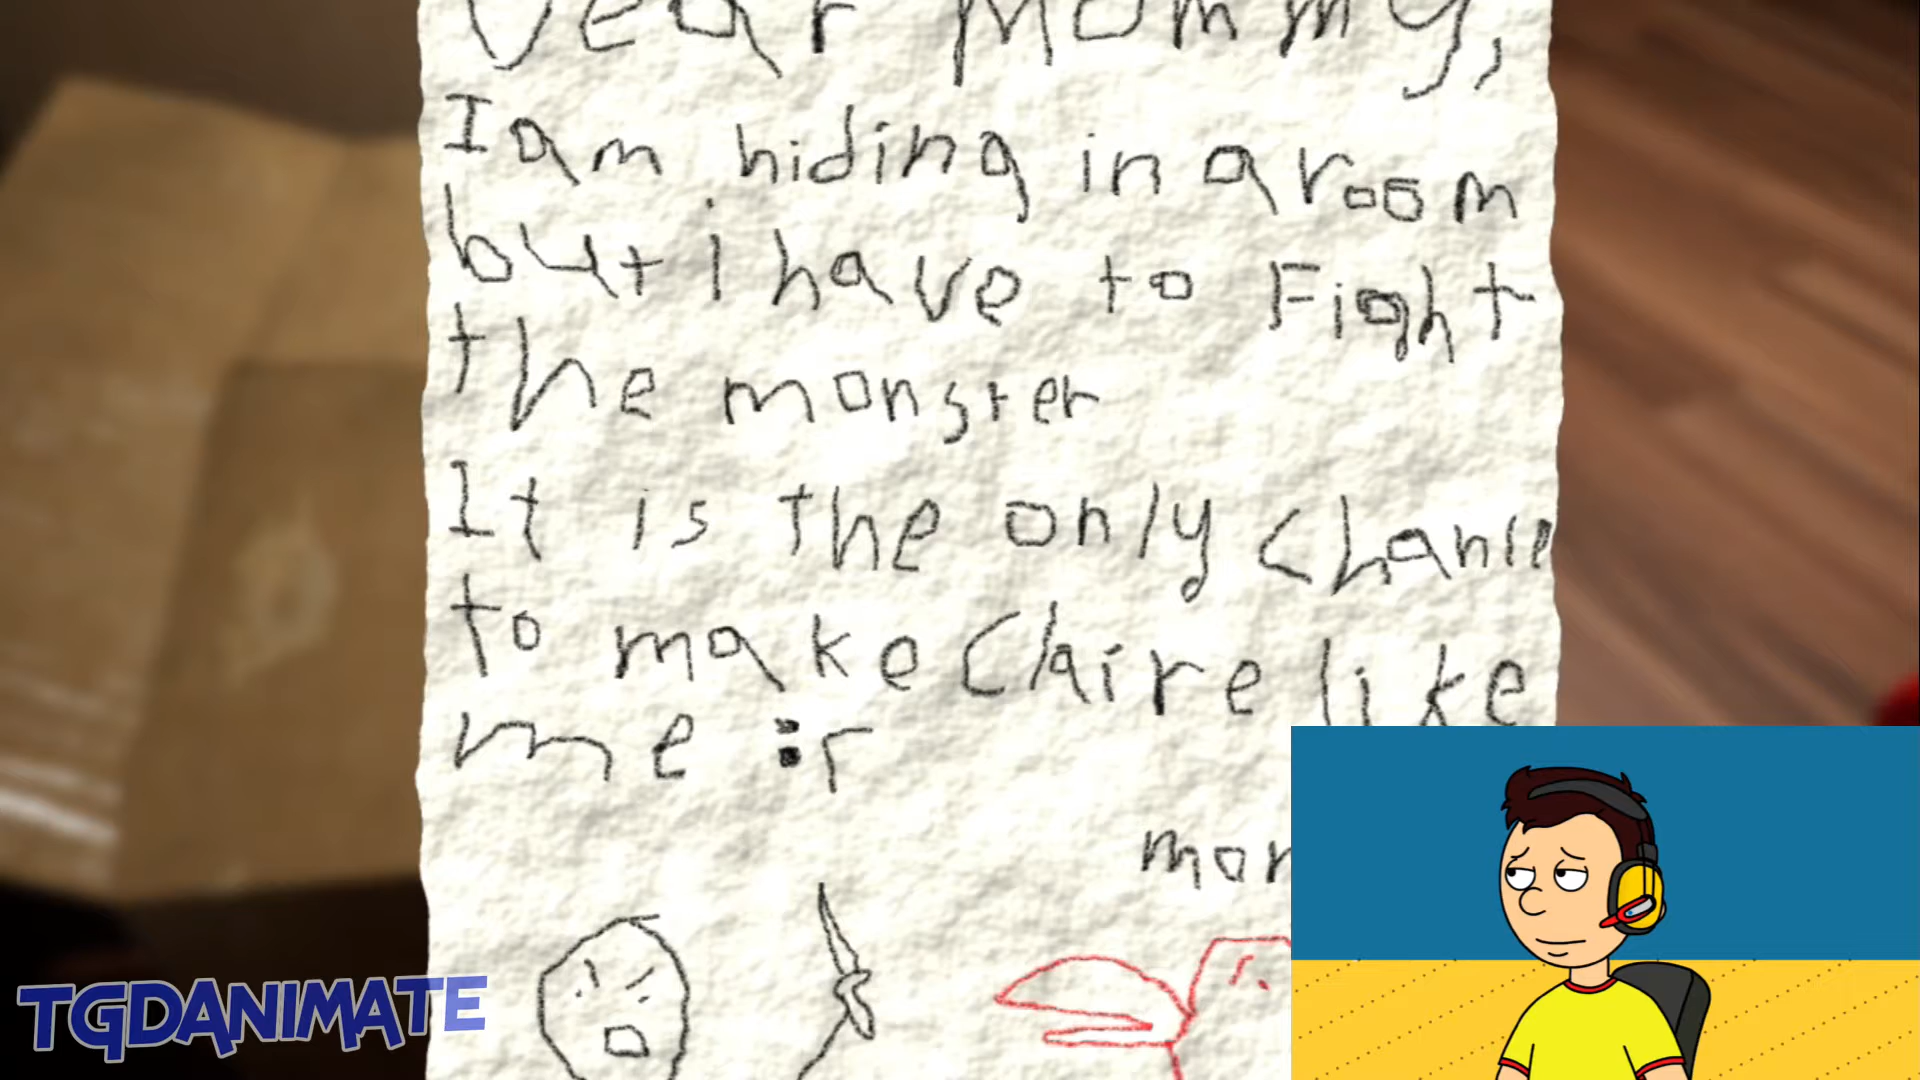 Dear Mommy,
I am hiding in a room
but i have to Fight
the monster
It is the only chance
to make Claire like
me :r
mon
TGDANIMATE